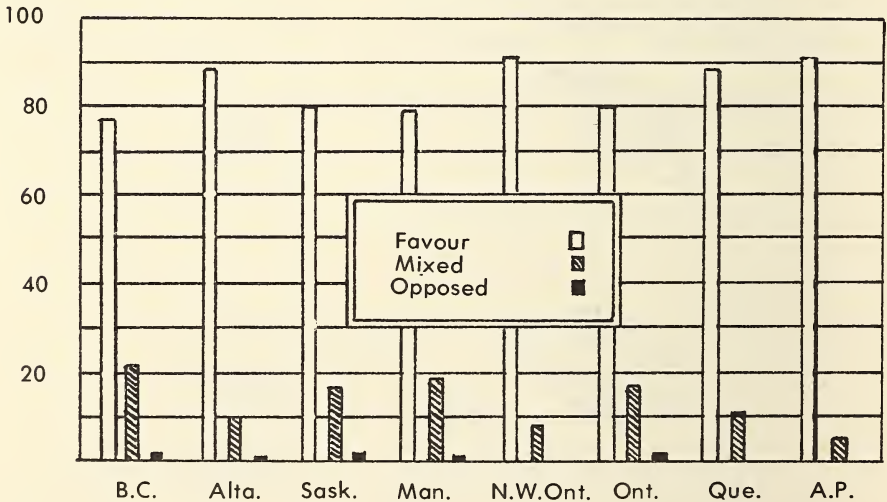 100
80
60
40
20
Favour
Mixed
Opposed
B.C. Alta. Sask. Man. N.W.Ont. Ont. Que. A.P.